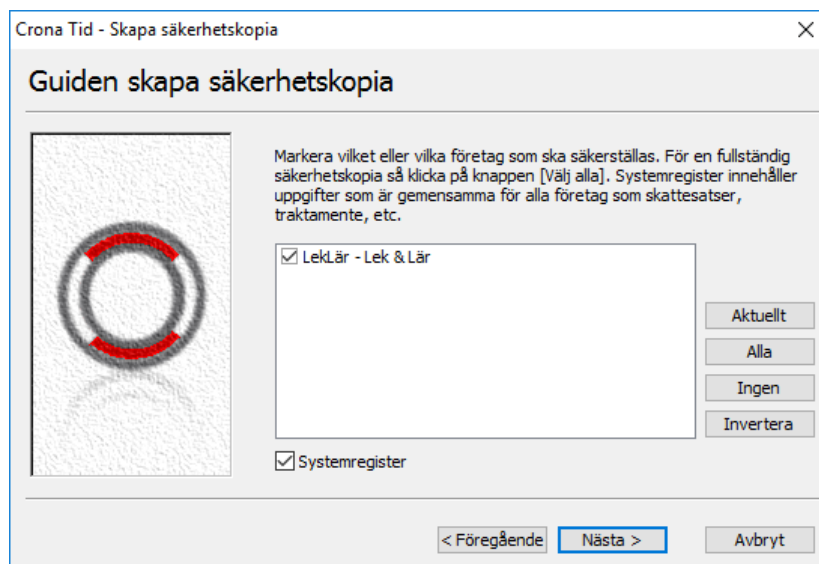 Crona Tid - Skapa säkerhetskopia
Guiden skapa säkerhetskopia
Markera vilket eller vilka företag som ska säkerställas. För en fullständig
säkerhetskopia så klicka på knappen [Välj alla]. Systemregister innehåller
uppgifter som är gemensamma för alla företag som skattesatser,
traktamente, etc.
LekLär - Lek & Lär
Aktuellt
Alla
Ingen
Invertera
Systemregister
< Föregående
Nästa >
Avbryt